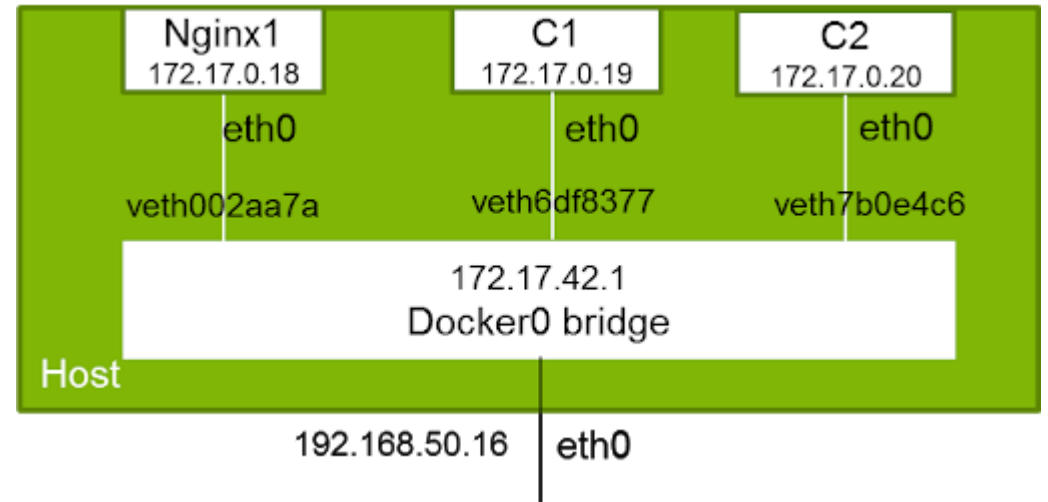 Nginx1
172.17.0.18
C1
172.17.0.19
C2
172.17.0.20
eth0
eth0
eth0
veth002aa7a
veth6df8377
veth7b0e4c6
172.17.42.1
Docker0 bridge
Host
192.168.50.16
eth0